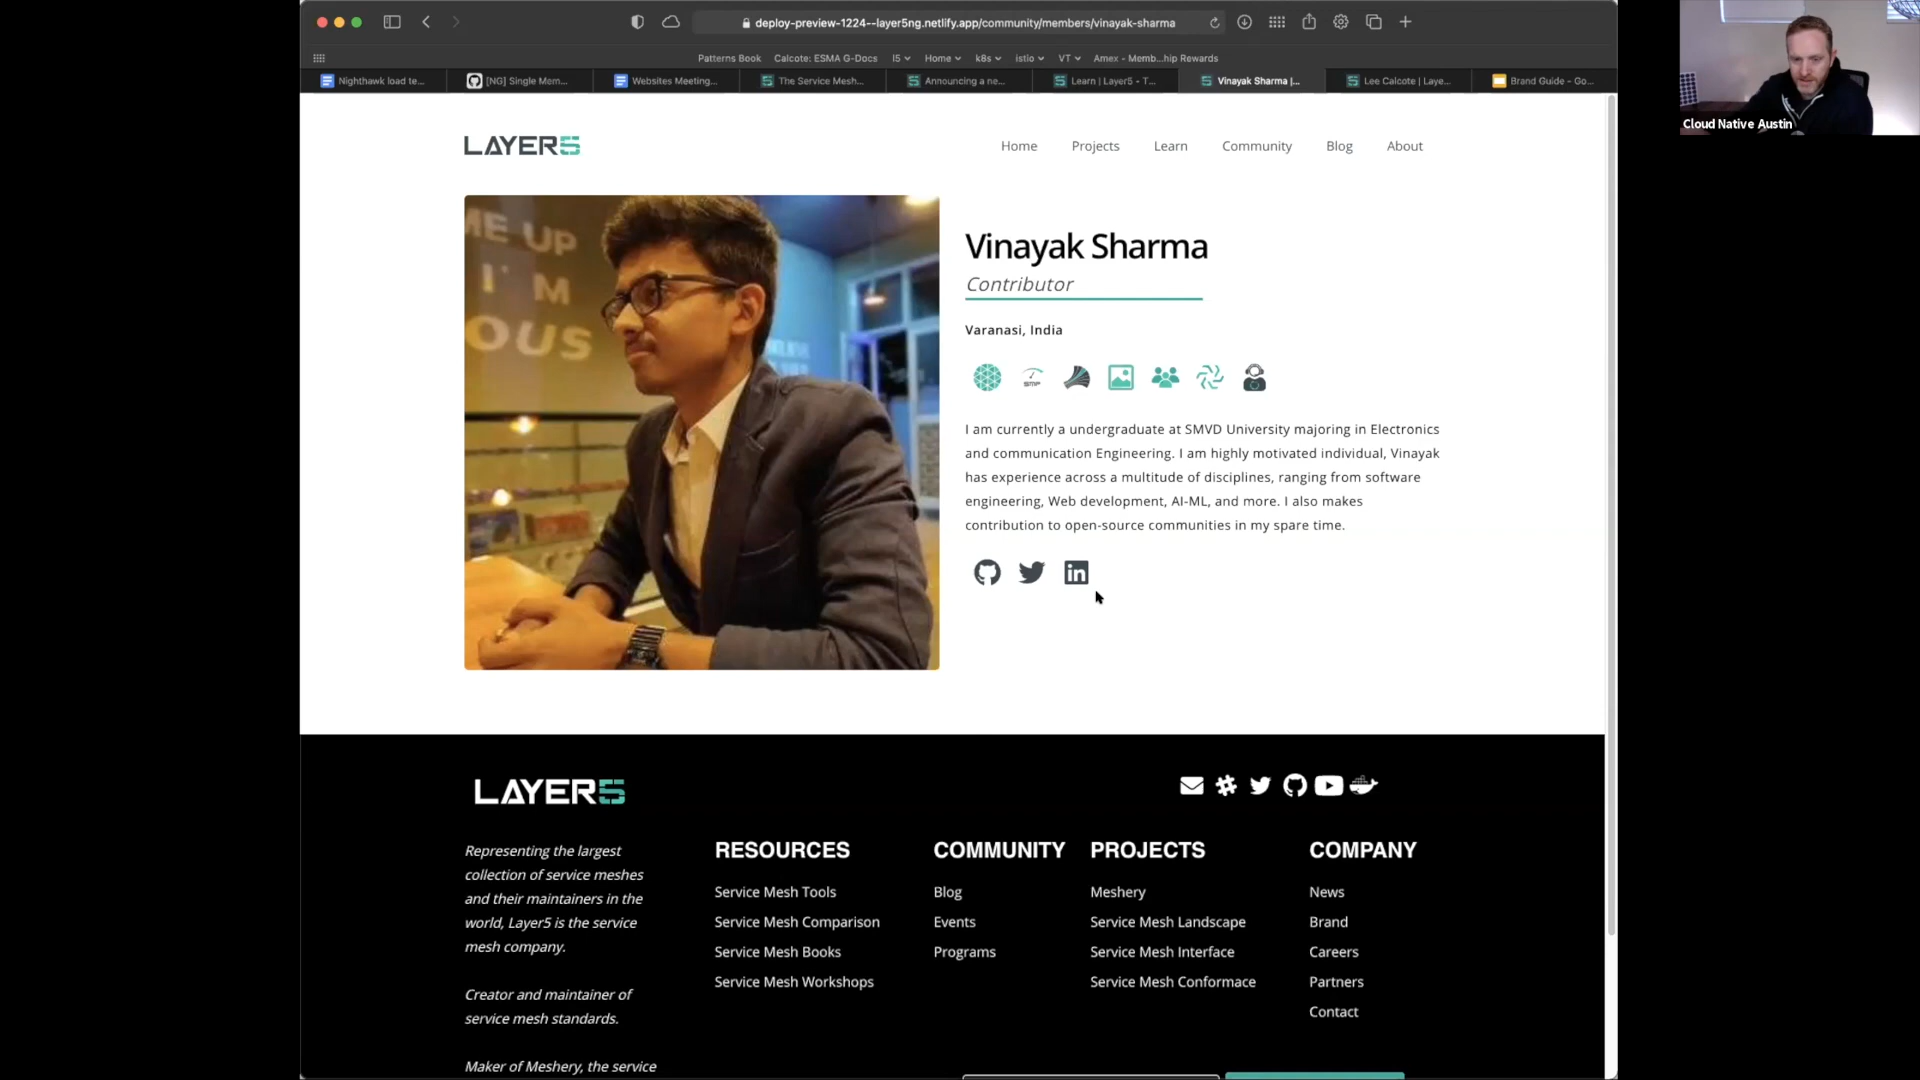 deploy-preview-1224--layer5ng.netlify.app/community/members/vinayak-sharma
Patterns Book Calcote: ESMA G-Docs l5 Home k8s istio VT Amex - Memb...hip Rewards
Nighthawk load te... [NG] Single Mem... Websites Meeting... The Service Mesh... Announcing a ne... Learn | Layer5 - T... Vinayak Sharma |... Lee Calcote | Laye... Brand Guide - Go...
Cloud Native Austin
LAYER5
Home Projects Learn Community Blog About
ME UP
I'M
OUS
Vinayak Sharma
Contributor
Varanasi, India
SMP
I am currently a undergraduate at SMVD University majoring in Electronics
and communication Engineering. I am highly motivated individual, Vinayak
has experience across a multitude of disciplines, ranging from software
engineering, Web development, AI-ML, and more. I also makes
contribution to open-source communities in my spare time.
LAYER5
Representing the largest
collection of service meshes
and their maintainers in the
world, Layer5 is the service
mesh company.
Creator and maintainer of
service mesh standards.
Maker of Meshery, the service
RESOURCES
Service Mesh Tools
Service Mesh Comparison
Service Mesh Books
Service Mesh Workshops
COMMUNITY
Blog
Events
Programs
PROJECTS
Meshery
Service Mesh Landscape
Service Mesh Interface
Service Mesh Conformace
COMPANY
News
Brand
Careers
Partners
Contact